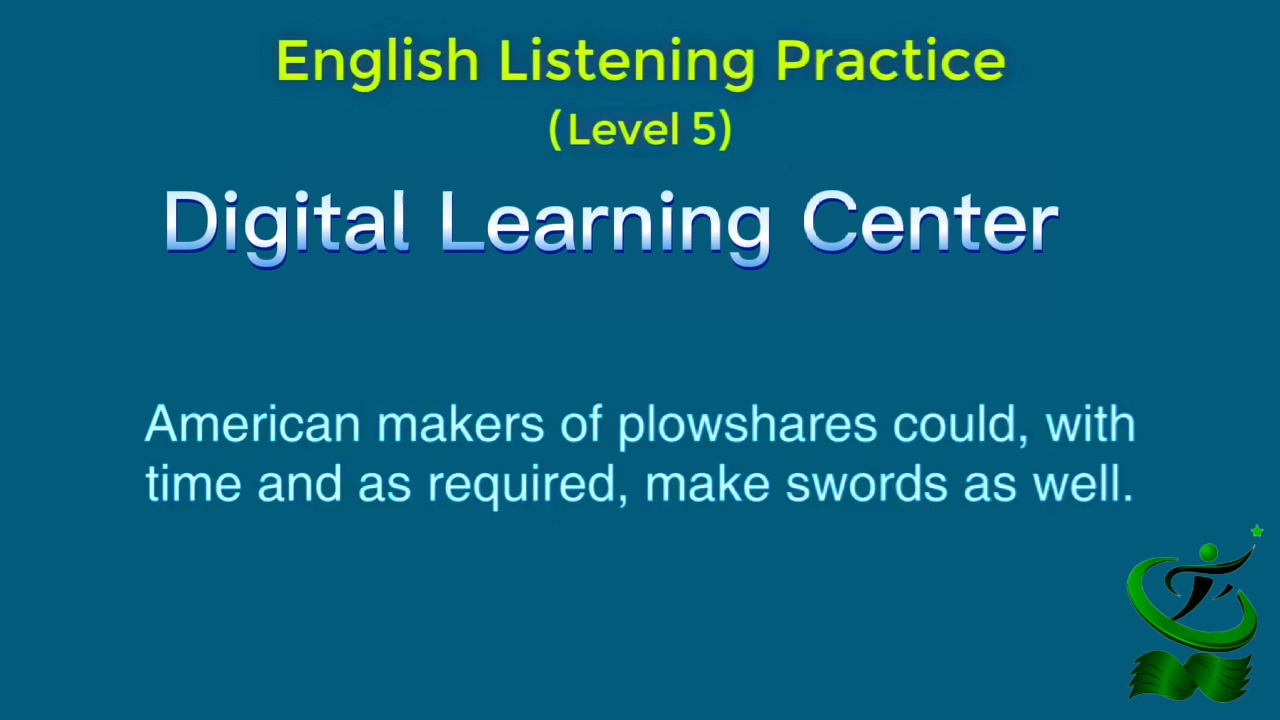 English Listening Practice
(Level 5)
Digital Learning Center
American makers of plowshares could, with
time and as required, make swords as well.